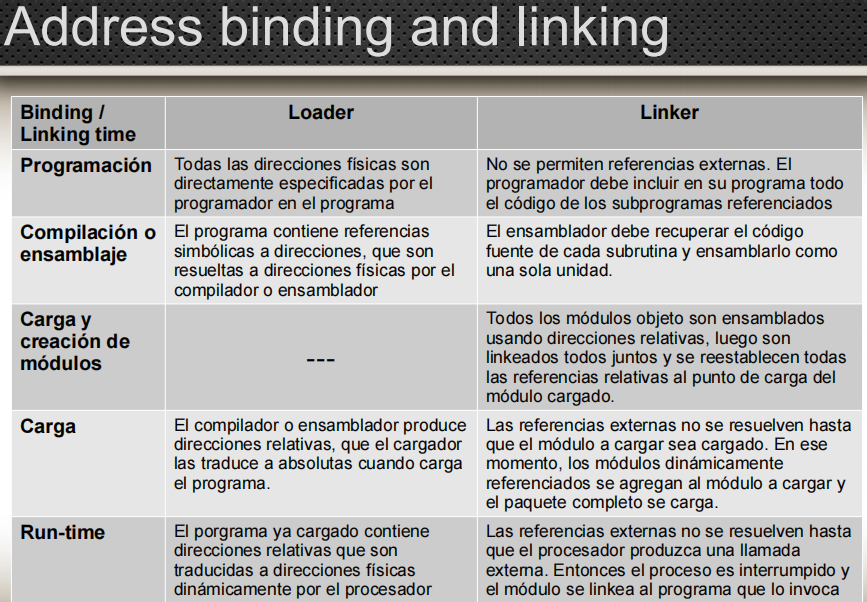 Address binding and linking
Binding /
Linking time
Loader
Linker
Programación
Todas las direcciones físicas son
directamente especificadas por el
programador en el programa
No se permiten referencias externas. El
programador debe incluir en su programa todo
el código de los subprogramas referenciados
Compilación o
ensamblaje
El programa contiene referencias
simbólicas a direcciones, que son
resueltas a direcciones físicas por el
compilador o ensamblador
El ensamblador debe recuperar el código
fuente de cada subrutina y ensamblarlo como
una sola unidad.
Carga y
creación de
módulos
---
Todos los módulos objeto son ensamblados
usando direcciones relativas, luego son
linkeados todos juntos y se reestablecen todas
las referencias relativas al punto de carga del
módulo cargado.
Carga
El compilador o ensamblador produce
direcciones relativas, que el cargador
las traduce a absolutas cuando carga
el programa.
Las referencias externas no se resuelven hasta
que el módulo a cargar sea cargado. En ese
momento, los módulos dinámicamente
referenciados se agregan al módulo a cargar y
el paquete completo se carga.
Run-time
El porgrama ya cargado contiene
direcciones relativas que son
traducidas a direcciones físicas
dinámicamente por el procesador
Las referencias externas no se resuelven hasta
que el procesador produzca una llamada
externa. Entonces el proceso es interrumpido y
el módulo se linkea al programa que lo invoca